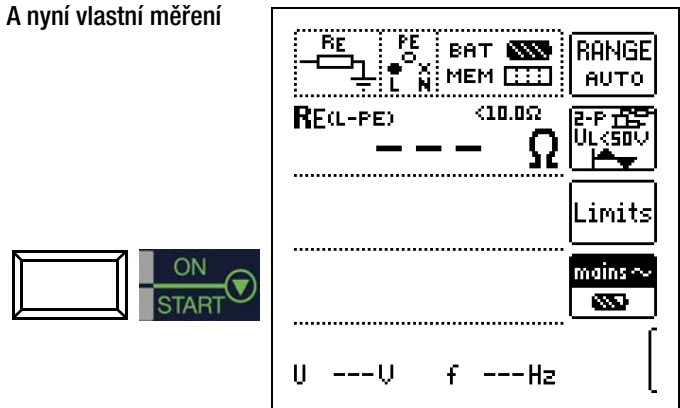 A nyní vlastní měření
RE
PE
L
N
BAT
MEM
RANGE
AUTO
RE(L-PE)
<10.0Ω
--- Ω
2-P
UL<50V
Limits
ON
START
mains~
U ---V f ---Hz